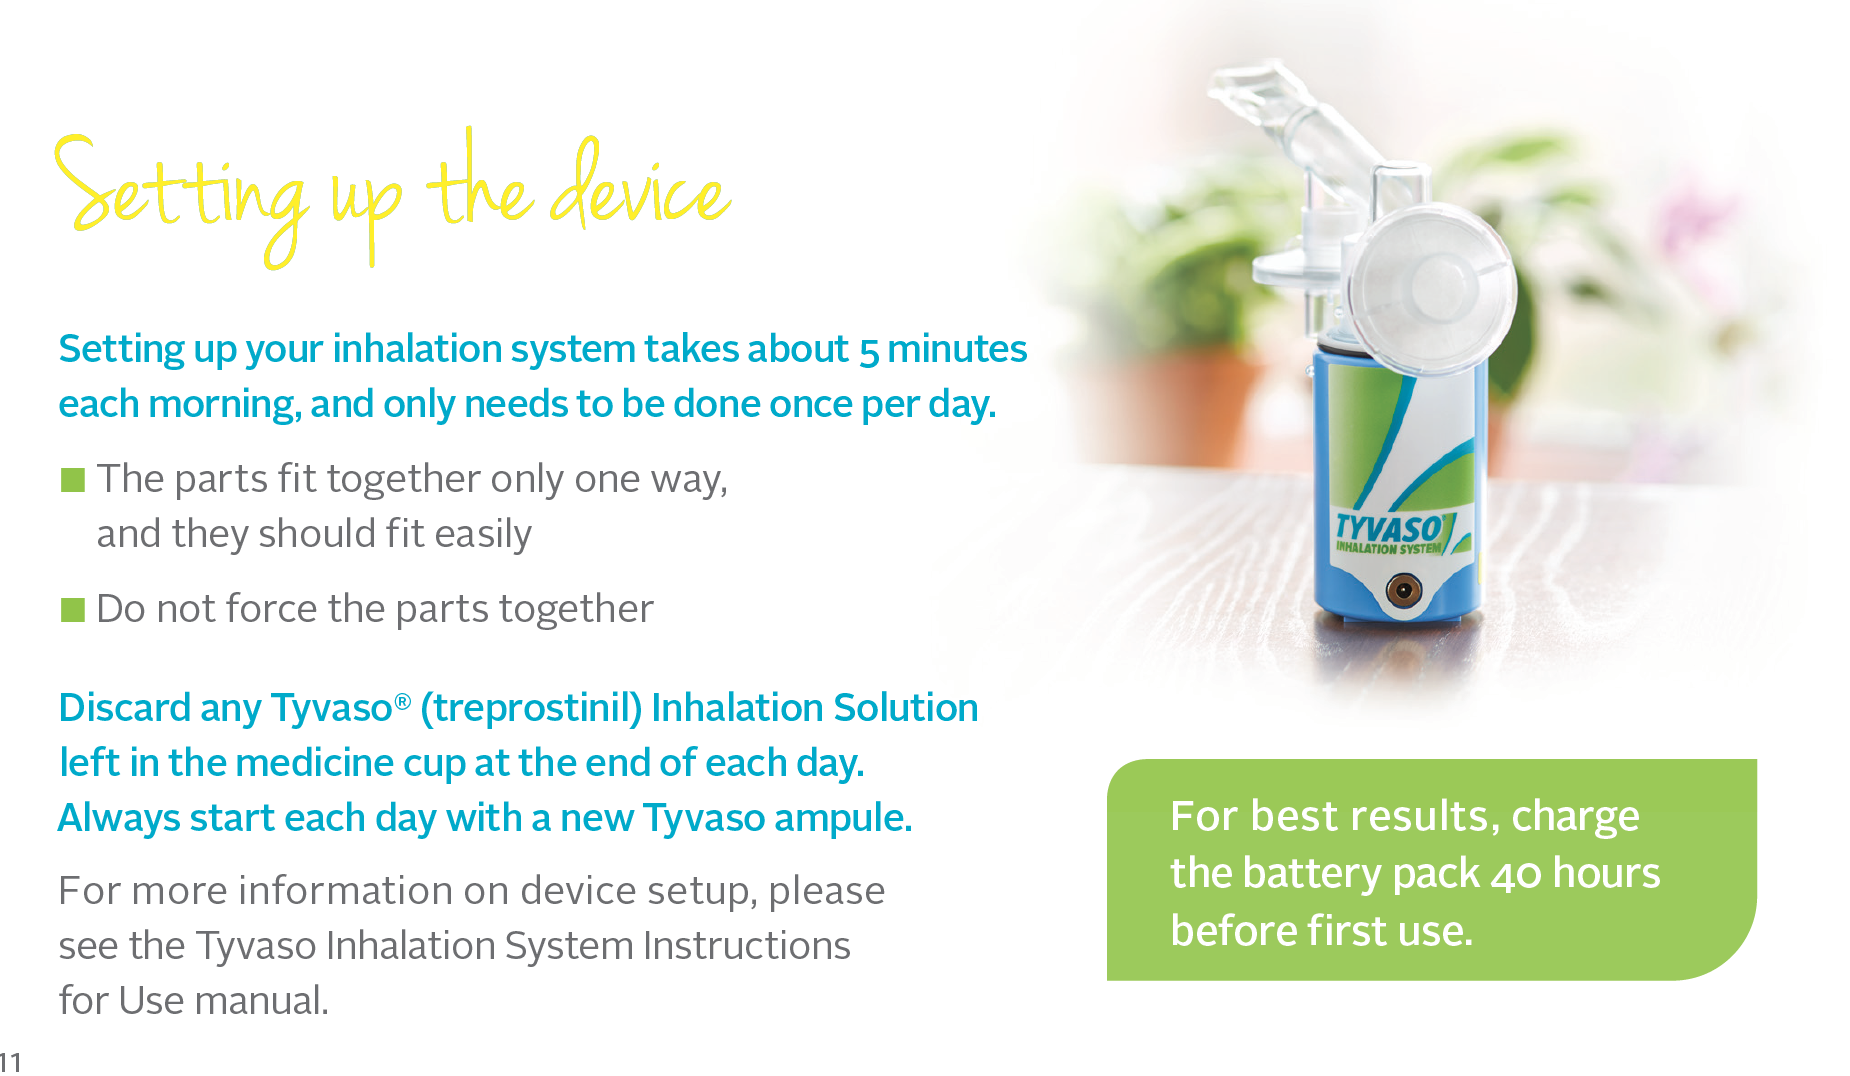 Setting up the device
Setting up your inhalation system takes about 5 minutes
each morning, and only needs to be done once per day.
■ The parts fit together only one way,
and they should fit easily
■ Do not force the parts together
Discard any Tyvaso® (treprostinil) Inhalation Solution
left in the medicine cup at the end of each day.
Always start each day with a new Tyvaso ampule.
For more information on device setup, please
see the Tyvaso Inhalation System Instructions
for Use manual.
11
TYVASO®
INHALATION SYSTEM
For best results, charge
the battery pack 40 hours
before first use.